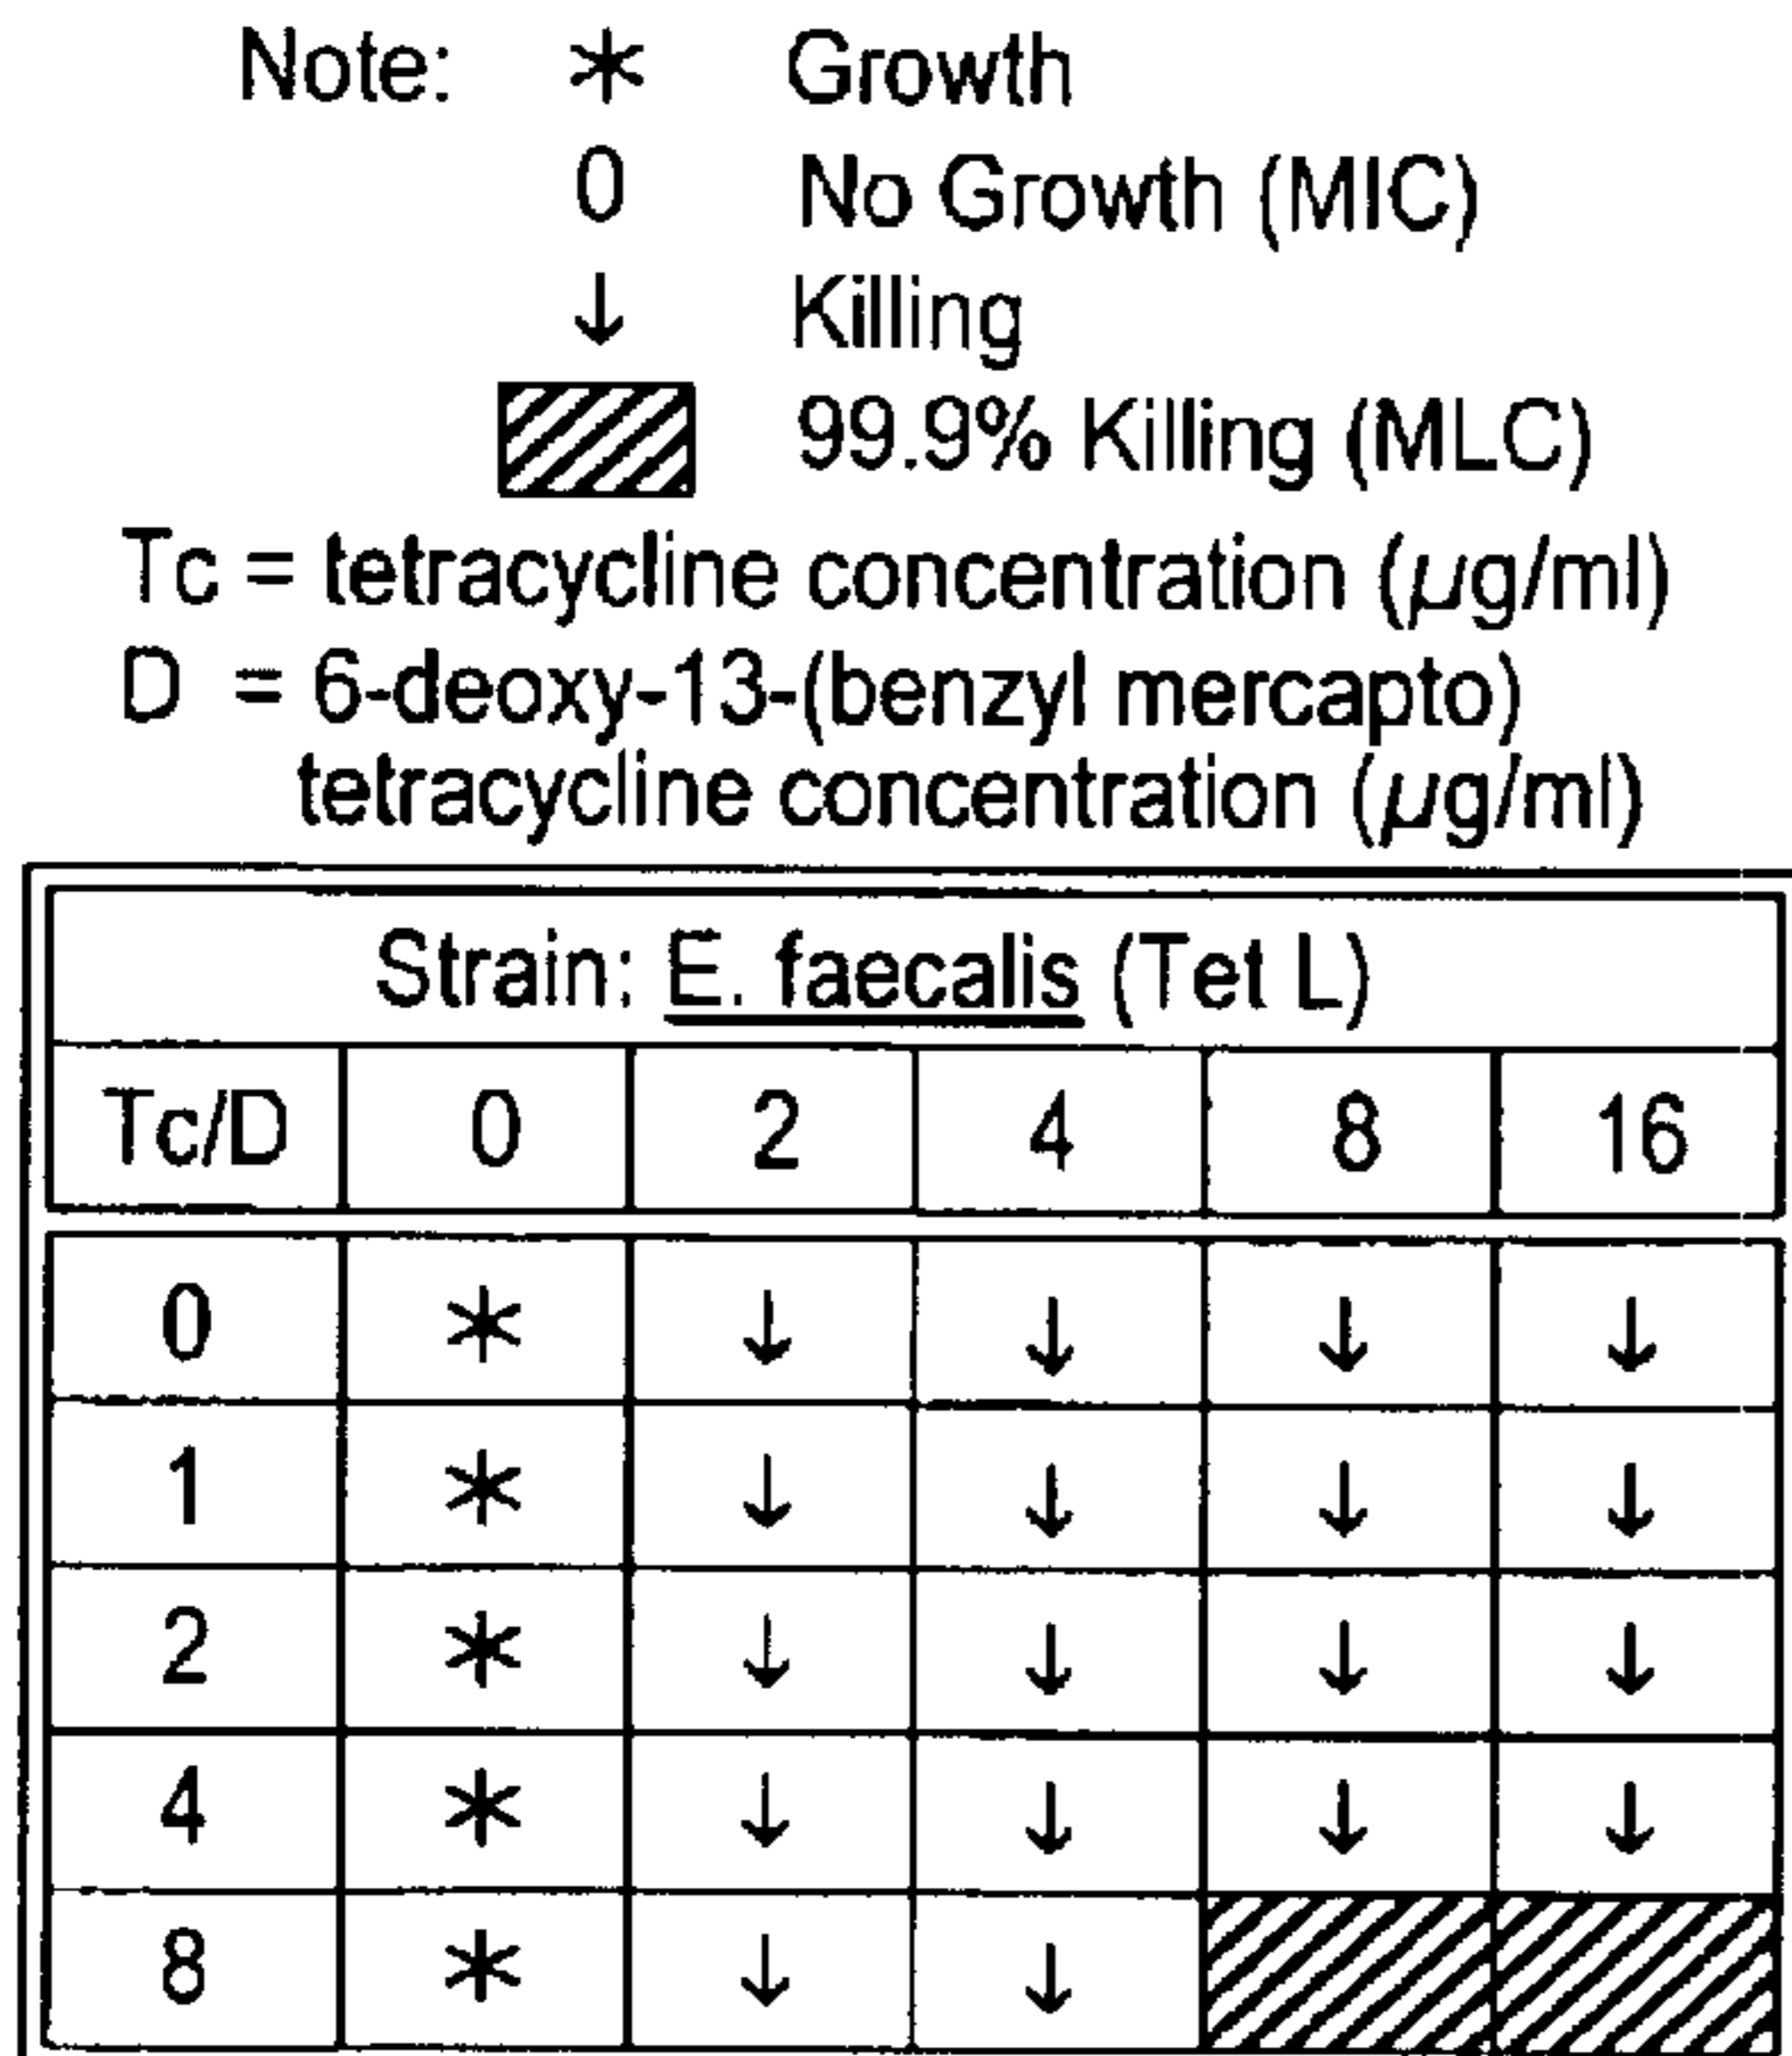 Note: * Growth
0 No Growth (MIC)
↓ Killing
99.9% Killing (MLC)
Tc = tetracycline concentration (µg/ml)
D = 6-deoxy-13-(benzyl mercapto)
tetracycline concentration (µg/ml)
Strain: E. faecalis (Tet L)
Tc/D 0 2 4 8 16
0 * ↓ ↓ ↓ ↓
1 * ↓ ↓ ↓ ↓
2 * ↓ ↓ ↓ ↓
4 * ↓ ↓ ↓ ↓
8 * ↓ ↓